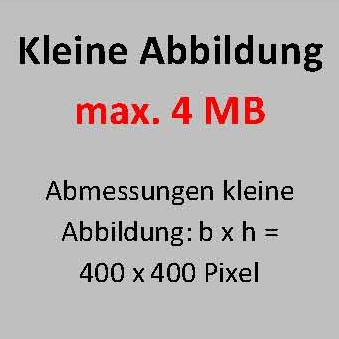 Kleine Abbildung
max. 4 MB
Abmessungen kleine
Abbildung: b x h =
400 x 400 Pixel